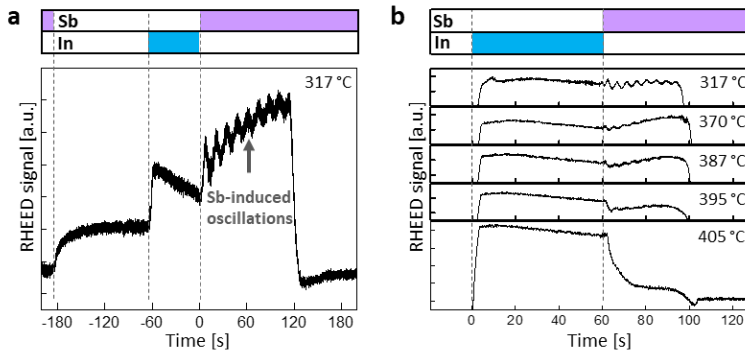 a
Sb
In
317 °C
RHEED signal [a.u.]
Sb-induced
oscillations
-180 -120 -60 0 60 120 180
Time [s]
b
Sb
In
317 °C
370 °C
387 °C
395 °C
405 °C
RHEED signal [a.u.]
0 20 40 60 80 100 120
Time [s]